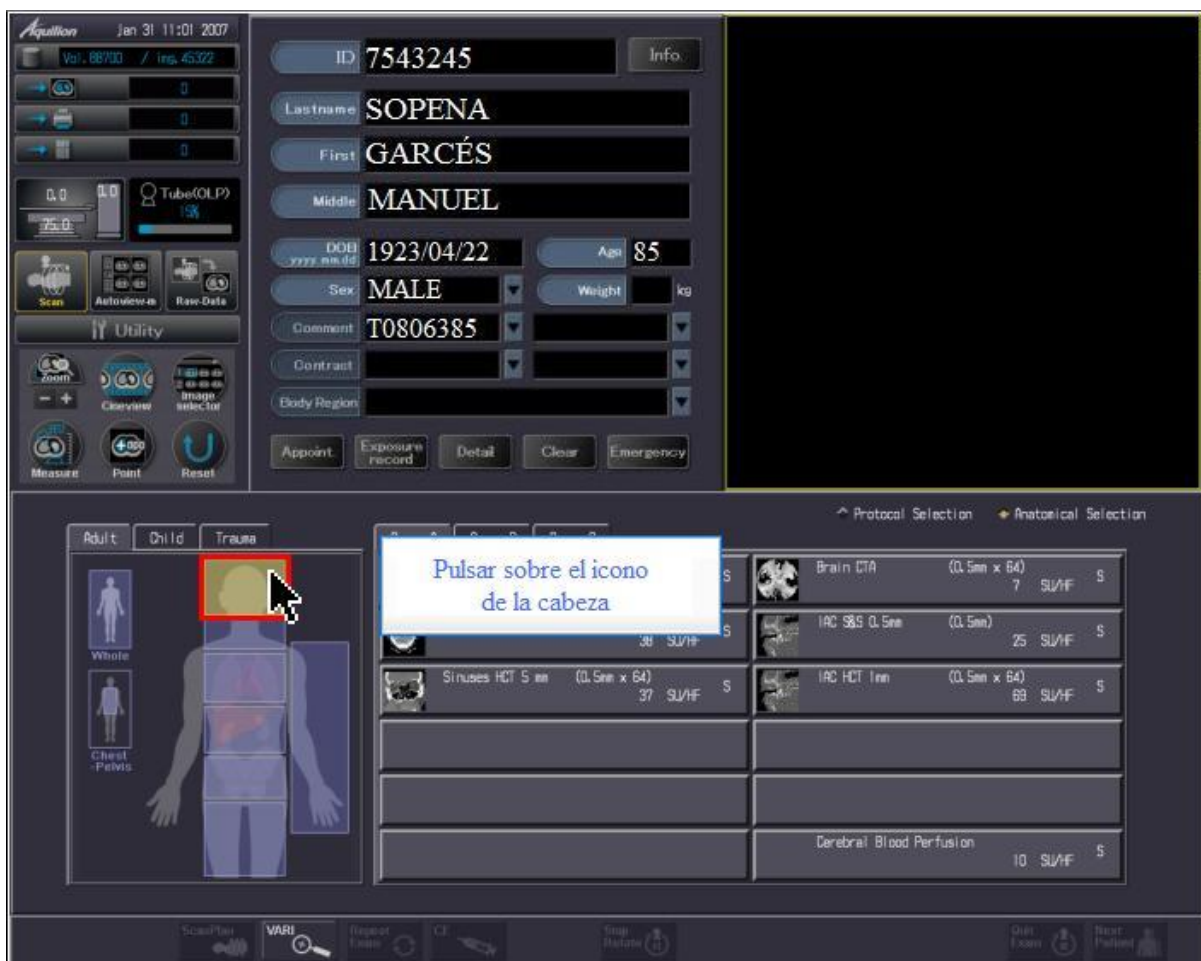 Aquilion Jan 31 11:01 2007
Vol. 88700 / img. 45322
0
0
0
0.0 0.0
75.0
Tube(OLP)
15%
Scan Autoview-m Raw-Data
Utility
Zoom
- +
Cineview
Image selector
Measure Point Reset
ID 7543245 Info.
Lastname SOPENA
First GARCÉS
Middle MANUEL
DOB yyyy.mm.dd 1923/04/22 Age 85
Sex MALE Weight kg
Comment T0806385
Contrast
Body Region
Appoint. Exposure record Detail Clear Emergency
Protocol Selection Anatomical Selection
Adult Child Trauma
Whole
Chest
-Pelvis
Pulsar sobre el icono
de la cabeza
S
38 SU/HF S
Sinuses HCT 5 mm (0.5mm x 64)
37 SU/HF S
Brain CTA (0.5mm x 64)
7 SU/HF S
IAC S&S 0.5mm (0.5mm)
25 SU/HF S
IAC HCT 1mm (0.5mm x 64)
69 SU/HF S
Cerebral Blood Perfusion
10 SU/HF S
ScanPlan VARI Repeat Exam CE Stop Rotate Quit Exam Next Patient